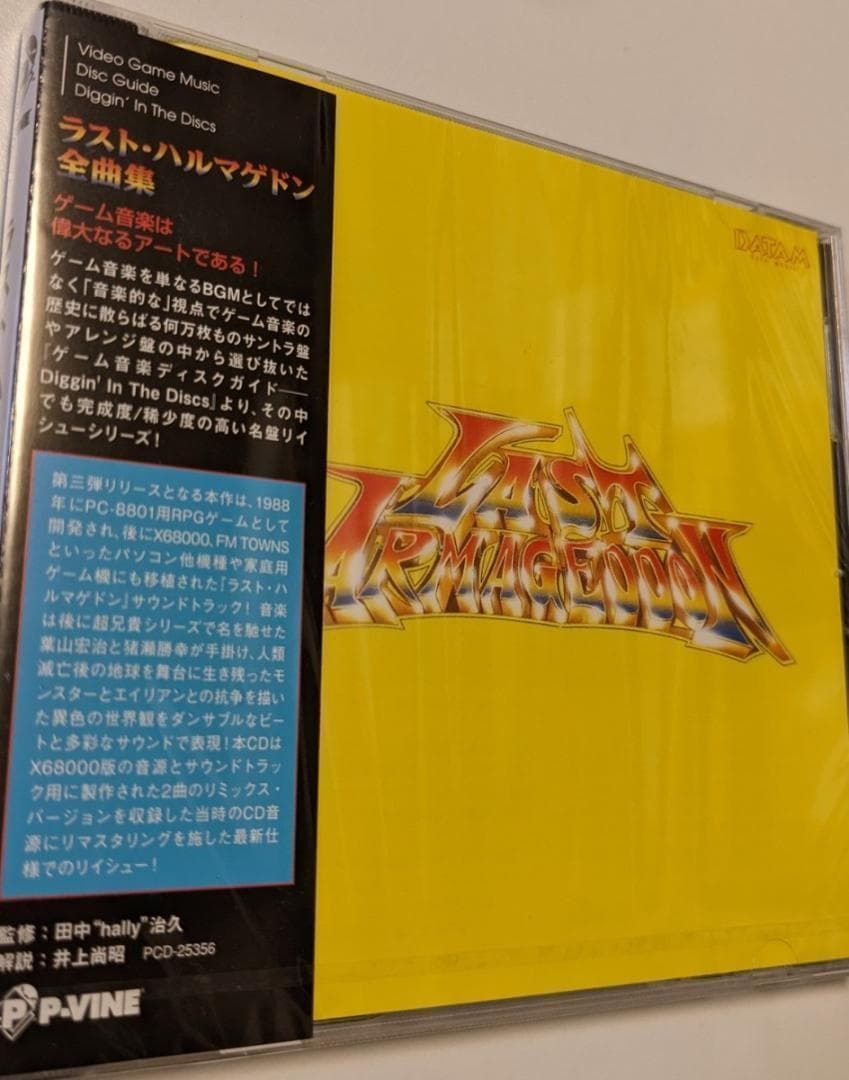 Video Game Music
Disc Guide
Diggin' In The Discs
ラスト・ハルマゲドン
全曲集
ゲーム音楽は
偉大なるアートである!
ゲーム音楽を単なるBGMとしてでは
なく「音楽的な」視点でゲーム音楽の
歴史に散らばる何万枚ものサントラ盤
やアレンジ盤の中から選び抜いた
『ゲーム音楽ディスクガイド──
Diggin' In The Discs』より、その中
でも完成度/稀少度の高い名盤リイ
シューシリーズ!
第三弾リリースとなる本作は、1988
年にPC-8801用RPGゲームとして
開発され、後にX68000、FM TOWNS
といったパソコン他機種や家庭用
ゲーム機にも移植された『ラスト・ハ
ルマゲドン』サウンドトラック! 音楽
は後に超兄貴シリーズで名を馳せた
葉山宏治と猪瀬勝幸が手掛け、人類
滅亡後の地球を舞台に生き残ったモ
ンスターとエイリアンとの抗争を描い
た異色の世界観をダンサブルなビー
トと多彩なサウンドで表現!本CDは
X68000版の音源とサウンドトラッ
ク用に製作された2曲のリミックス・
バージョンを収録した当時のCD音
源にリマスタリングを施した最新仕
様でのリイシュー!
監修:田中"hally"治久
解説:井上尚昭 PCD-25356
P-VINE
DATAM
LAST
ARMAGEDDON